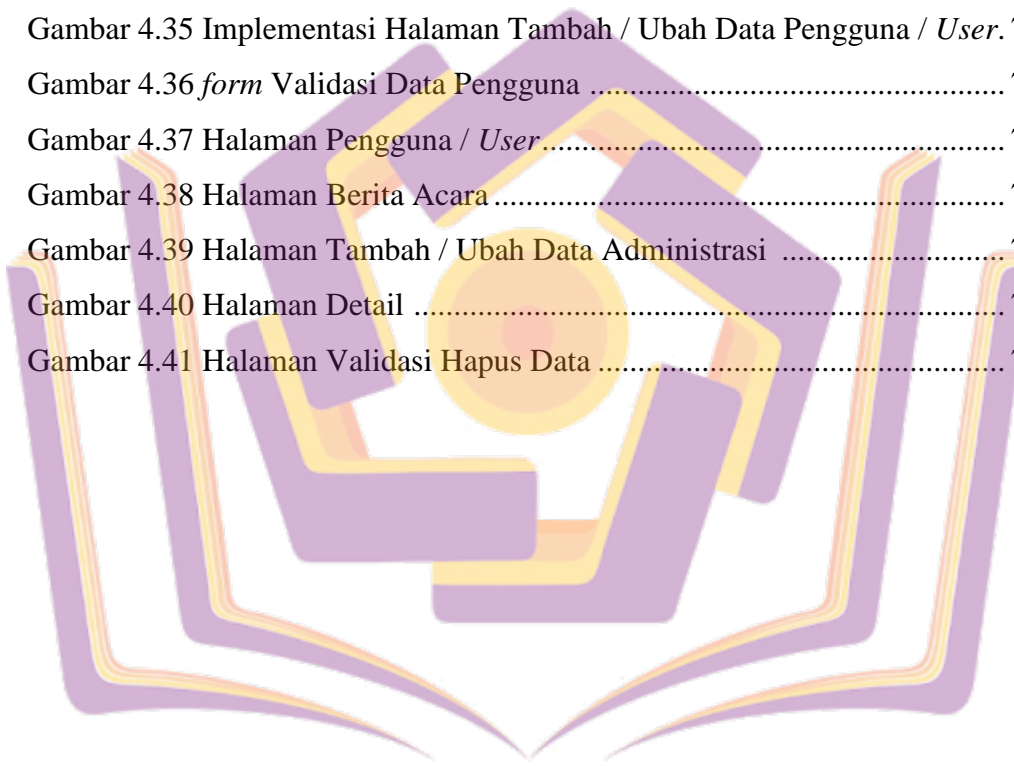 Gambar 4.35 Implementasi Halaman Tambah / Ubah Data Pengguna / User.
Gambar 4.36 form Validasi Data Pengguna ....................................................
Gambar 4.37 Halaman Pengguna / User..........................................................
Gambar 4.38 Halaman Berita Acara ................................................................
Gambar 4.39 Halaman Tambah / Ubah Data Administrasi ............................
Gambar 4.40 Halaman Detail ..........................................................................
Gambar 4.41 Halaman Validasi Hapus Data ...................................................